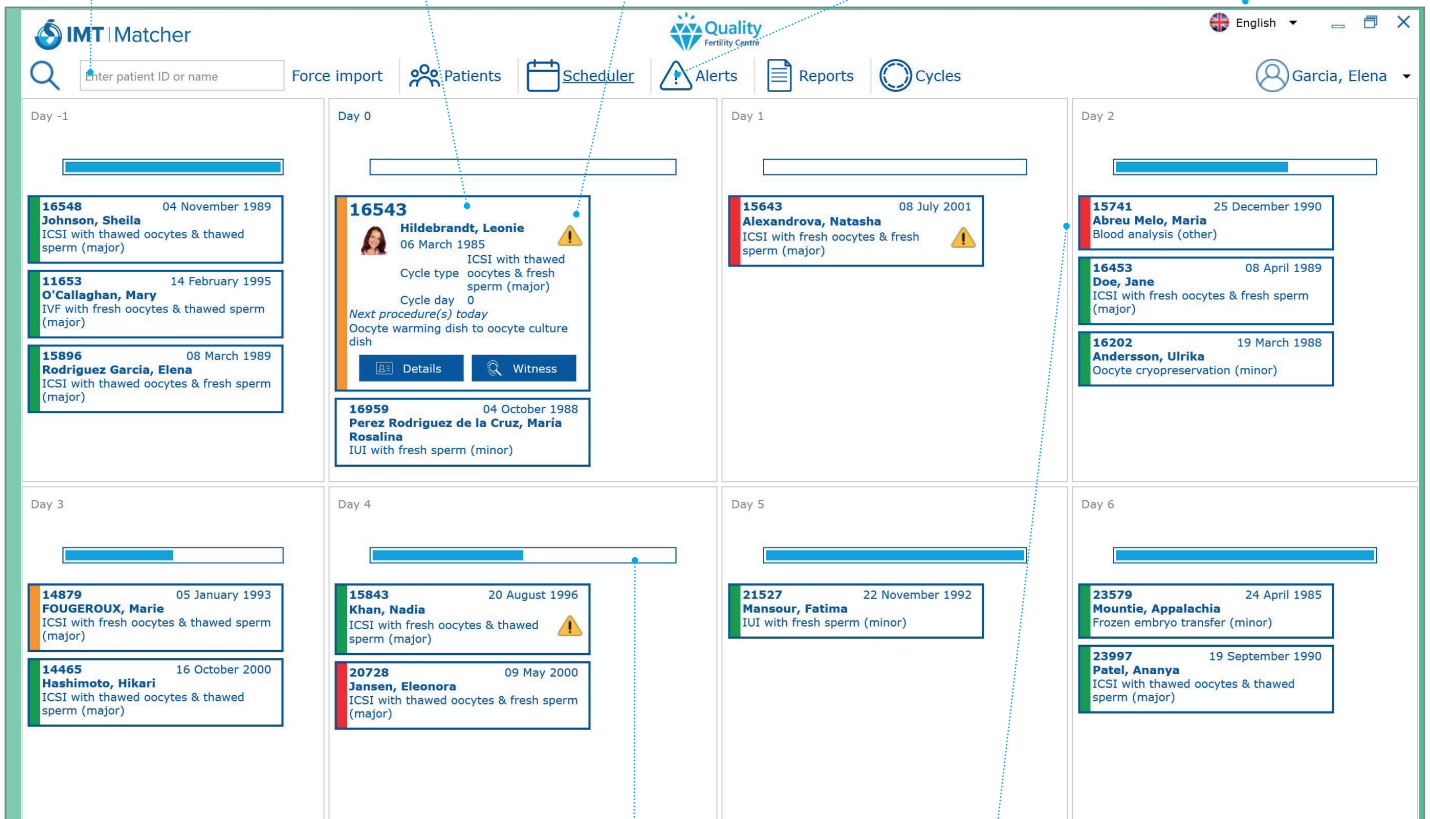 IMT | Matcher
Quality
Fertility Centre
English
Enter patient ID or name
Force import
Patients
Scheduler
Alerts
Reports
Cycles
Garcia, Elena
Day -1
16548 04 November 1989
Johnson, Sheila
ICSI with thawed oocytes & thawed
sperm (major)
11653 14 February 1995
O'Callaghan, Mary
IVF with fresh oocytes & thawed sperm
(major)
15896 08 March 1989
Rodriguez Garcia, Elena
ICSI with thawed oocytes & fresh sperm
(major)
Day 0
16543
Hildebrandt, Leonie
06 March 1985
Cycle type ICSI with thawed
oocytes & fresh
sperm (major)
Cycle day 0
Next procedure(s) today
Oocyte warming dish to oocyte culture
dish
Details
Witness
16959 04 October 1988
Perez Rodriguez de la Cruz, María
Rosalina
IUI with fresh sperm (minor)
Day 1
15643 08 July 2001
Alexandrova, Natasha
ICSI with fresh oocytes & fresh
sperm (major)
Day 2
15741 25 December 1990
Abreu Melo, Maria
Blood analysis (other)
16453 08 April 1989
Doe, Jane
ICSI with fresh oocytes & fresh sperm
(major)
16202 19 March 1988
Andersson, Ulrika
Oocyte cryopreservation (minor)
Day 3
14879 05 January 1993
FOUGEROUX, Marie
ICSI with fresh oocytes & thawed sperm
(major)
14465 16 October 2000
Hashimoto, Hikari
ICSI with thawed oocytes & thawed
sperm (major)
Day 4
15843 20 August 1996
Khan, Nadia
ICSI with fresh oocytes & thawed
sperm (major)
20728 09 May 2000
Jansen, Eleonora
ICSI with thawed oocytes & fresh sperm
(major)
Day 5
21527 22 November 1992
Mansour, Fatima
IUI with fresh sperm (minor)
Day 6
23579 24 April 1985
Mountie, Appalachia
Frozen embryo transfer (minor)
23997 19 September 1990
Patel, Ananya
ICSI with thawed oocytes & thawed
sperm (major)